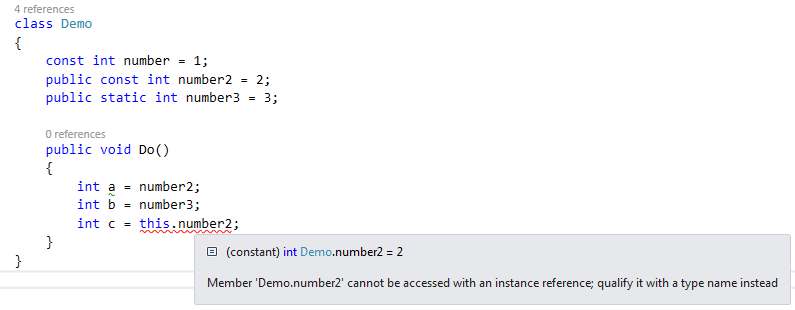 4 references
class Demo
{
const int number = 1;
public const int number2 = 2;
public static int number3 = 3;
0 references
public void Do()
{
int a = number2;
int b = number3;
int c = this.number2;
}
(constant) int Demo.number2 = 2
}
Member 'Demo.number2' cannot be accessed with an instance reference; qualify it with a type name instead